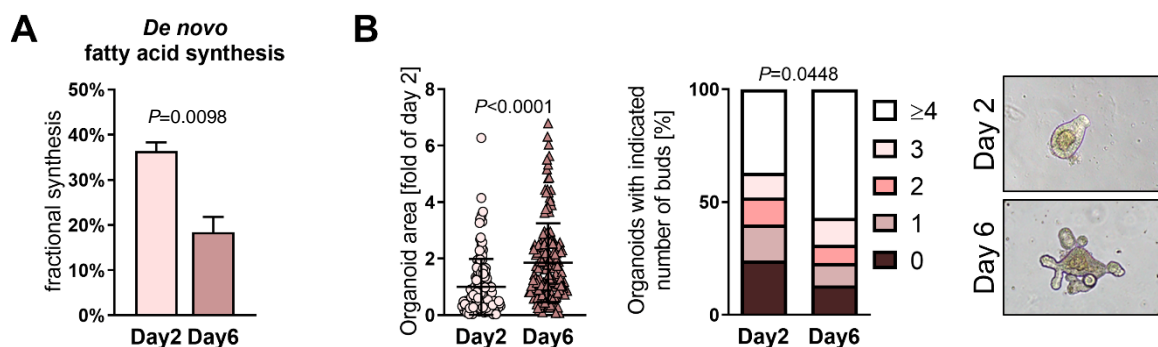 A
De novo
fatty acid synthesis
50%
40%
30%
20%
10%
0%
fractional synthesis
P=0.0098
Day2 Day6
B
Organoid area [fold of day 2]
8
6
4
2
0
P<0.0001
Day2 Day6
Organoids with indicated
number of buds [%]
100
50
0
P=0.0448
Day2 Day6
≥4
3
2
1
0
Day 2
Day 6